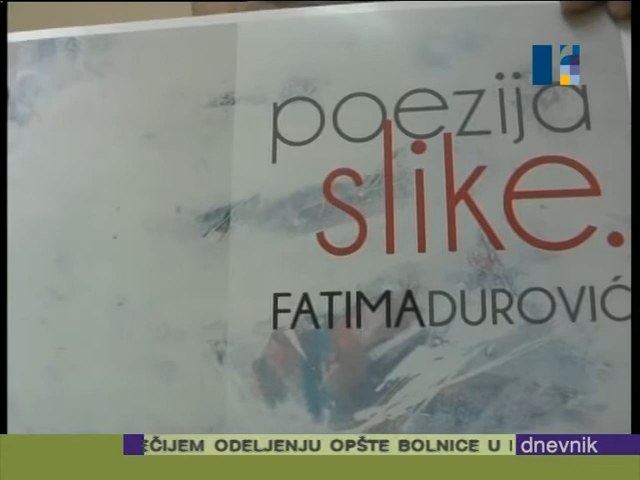 poezija
slike.
FATIMADUROVIĆ
EČIJEM ODELJENJU OPŠTE BOLNICE U
dnevnik